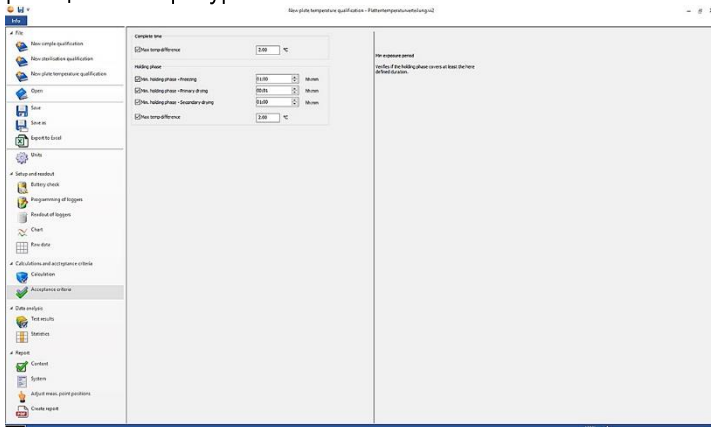 New plate temperature qualification - Plattentemperaturverteilung.vi2
Info
File
New simple qualification
New sterilisation qualification
New plate temperature qualification
Open
Save
Save as
Export to Excel
Units
Setup and readout
Battery check
Programming of loggers
Readout of loggers
Chart
Raw data
Calculations and acceptance criteria
Calculation
Acceptance criteria
Data analysis
Test results
Statistics
Report
Context
System
Adjust meas. point positions
Create report
Complete time
Max temp difference 2.00 °C
Holding phase
Min. holding phase - Freezing 01:00 hh:mm
Min. holding phase - Primary drying 00:01 hh:mm
Min. holding phase - Secondary drying 01:00 hh:mm
Max temp difference 2.00 °C
Min exposure period
Verifies if the holding phase covers at least the here
defined duration.